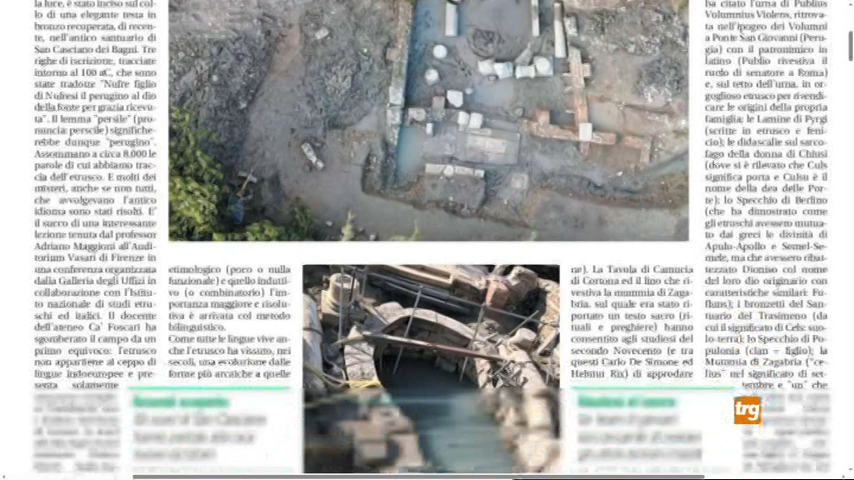 la luce, è stato inciso sul col-
lo di una elegante testa in
bronzo recuperata, di recen-
te, nell'antico santuario di
San Casciano dei Bagni. Tre
righe di iscrizione, tracciate
intorno al 100 aC, che sono
state tradotte "Nufre figlio
di Nufresi il perugino al dio
della fonte per grazia ricevu-
ta". Il lemma "persile" (pro-
nuncia: perscile) significhe-
rebbe dunque "perugino".
Assommano a circa 8.000 le
parole di cui abbiamo trac-
cia dell'etrusco. E molti dei
misteri, anche se non tutti,
che avvolgevano l'antico
idioma sono stati risolti. E'
il succo di una interessante
lezione tenuta dal professor
Adriano Maggioni all'Audi-
torium Vasari di Firenze in
una conferenza organizzata
dalla Galleria degli Uffizi in
collaborazione con l'Istitu-
to nazionale di studi etru-
schi ed italici. Il docente
dell'ateneo Ca' Foscari ha
sgomberato il campo da un
primo equivoco: l'etrusco
non appartiene al ceppo di
lingue indoeuropee e pre-
senta solamente
etimologico (poco o nulla
funzionale) e quello indutti-
vo (o combinatorio) l'im-
portanza maggiore e risolu-
tiva è arrivata col metodo
bilinguistico.
Come tutte le lingue vive an-
che l'etrusco ha vissuto, nei
secoli, una evoluzione dalle
forme più arcaiche a quelle
ne). La Tavola di Camucia
di Cortona ed il lino che ri-
vestiva la mummia di Zaga-
bria, sul quale era stato ri-
portato un testo sacro (ri-
tuali e preghiere) hanno
consentito agli studiosi del
secondo Novecento (e tra
questi Carlo De Simone ed
Helmut Rix) di approdare
ha citato l'urna di Publius
Volumnius Violens, ritrova-
ta nell'ipogeo dei Volumni
a Ponte San Giovanni (Peru-
gia) con il patronimico in
latino (Publio rivestiva il
ruolo di senatore a Roma)
e, sul tetto dell'urna, in or-
goglioso etrusco per rivendi-
care le origini della propria
famiglia; le Lamine di Pyrgi
(scritte in etrusco e feni-
cio); le didascalie sul sarco-
fago della donna di Chiusi
(dove si è rilevato che Culs
significa porta e Culsu è il
nome della dea delle Por-
te); lo Specchio di Berlino
(che ha dimostrato come
gli etruschi avessero mutua-
to dai greci le divinità di
Apulu-Apollo e Semel-Se-
mele, ma che avessero ribat-
tezzato Dioniso col nome
del loro dio originario con
caratteristiche similari: Fu-
fluns); i bronzetti del San-
tuario del Trasimeno (da
cui il significato di Cels: suo-
lo-terra); lo Specchio di Po-
pulonia (clan = figlio); la
Mummia di Zagabria ("ce-
lius" nel significato di set-
tembre e "un" che
trg